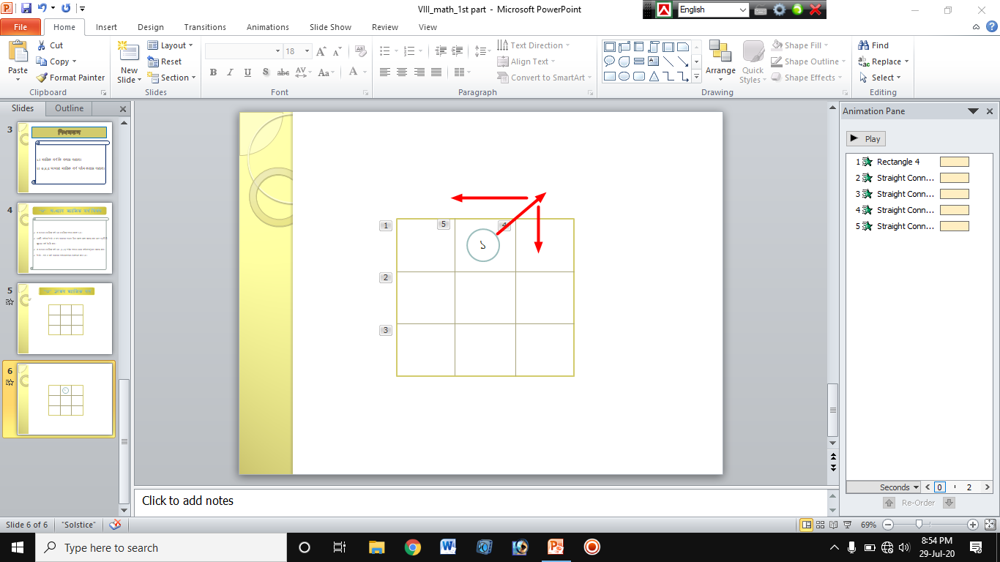 VIII_math_1st part - Microsoft PowerPoint
English
File Home Insert Design Transitions Animations Slide Show Review View
Paste
Cut
Copy
Format Painter
Clipboard
New Slide
Layout
Reset
Section
Slides
18
B I U S abc AV Aa A
Font
Text Direction
Align Text
Convert to SmartArt
Paragraph
Arrange
Quick Styles
Shape Fill
Shape Outline
Shape Effects
Drawing
Find
Replace
Select
Editing
Slides Outline
3
4
5
6
1
5
4
১
2
3
Animation Pane
Play
1 Rectangle 4
2 Straight Conn...
3 Straight Conn...
4 Straight Conn...
5 Straight Conn...
Seconds 0 2
Re-Order
Click to add notes
Slide 6 of 6 "Solstice" 69%
Type here to search
8:54 PM
29-Jul-20